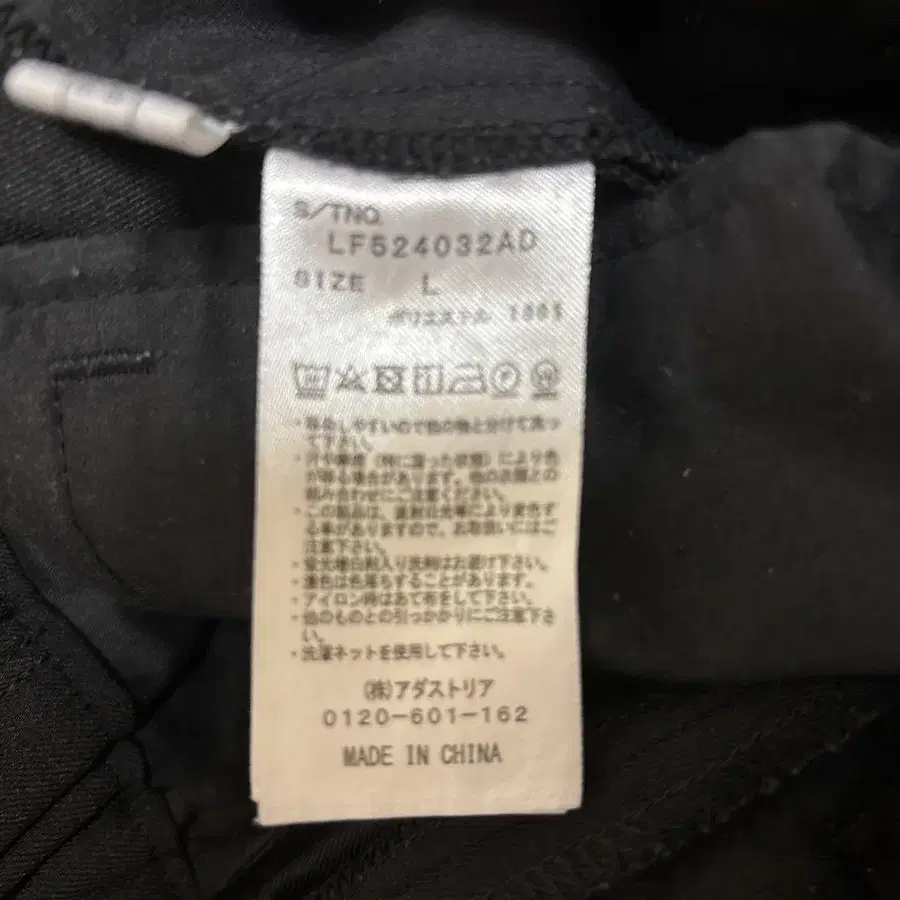 S/TNO.
LF524032AD
SIZE L
ポリエステル 100%
・移染しやすいので他の物と分けて洗っ
て下さい。
・汗や摩擦(特に湿った状態)により色
が移る場合があります。他の衣類との
組み合わせにご注意ください。
・この製品は、直射日光等により変色す
る事がありますので、お取扱いにはご
注意下さい。
・蛍光増白剤入り洗剤はお避け下さい。
・濃色は色落ちすることがあります。
・アイロン時はあて布をして下さい。
・他のものとの引っかかりにご注意下さ
い。
・洗濯ネットを使用して下さい。
(株)アダストリア
0120-601-162
MADE IN CHINA